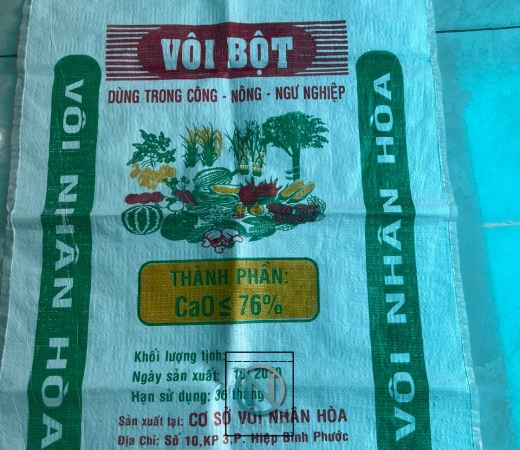 VÔI BỘT
DÙNG TRONG CÔNG - NÔNG - NGƯ NGHIỆP
VÔI NHÂN HÒA
VÔI NHÂN HÒA
THÀNH PHẦN:
CaO ≤ 76%
Khối lượng tịnh:
Ngày sản xuất:
Hạn sử dụng: 36 tháng
Sản xuất tại: CƠ SỞ VÔI NHÂN HÒA
Địa Chỉ: Số 10, KP 3, P. Hiệp Bình Phước